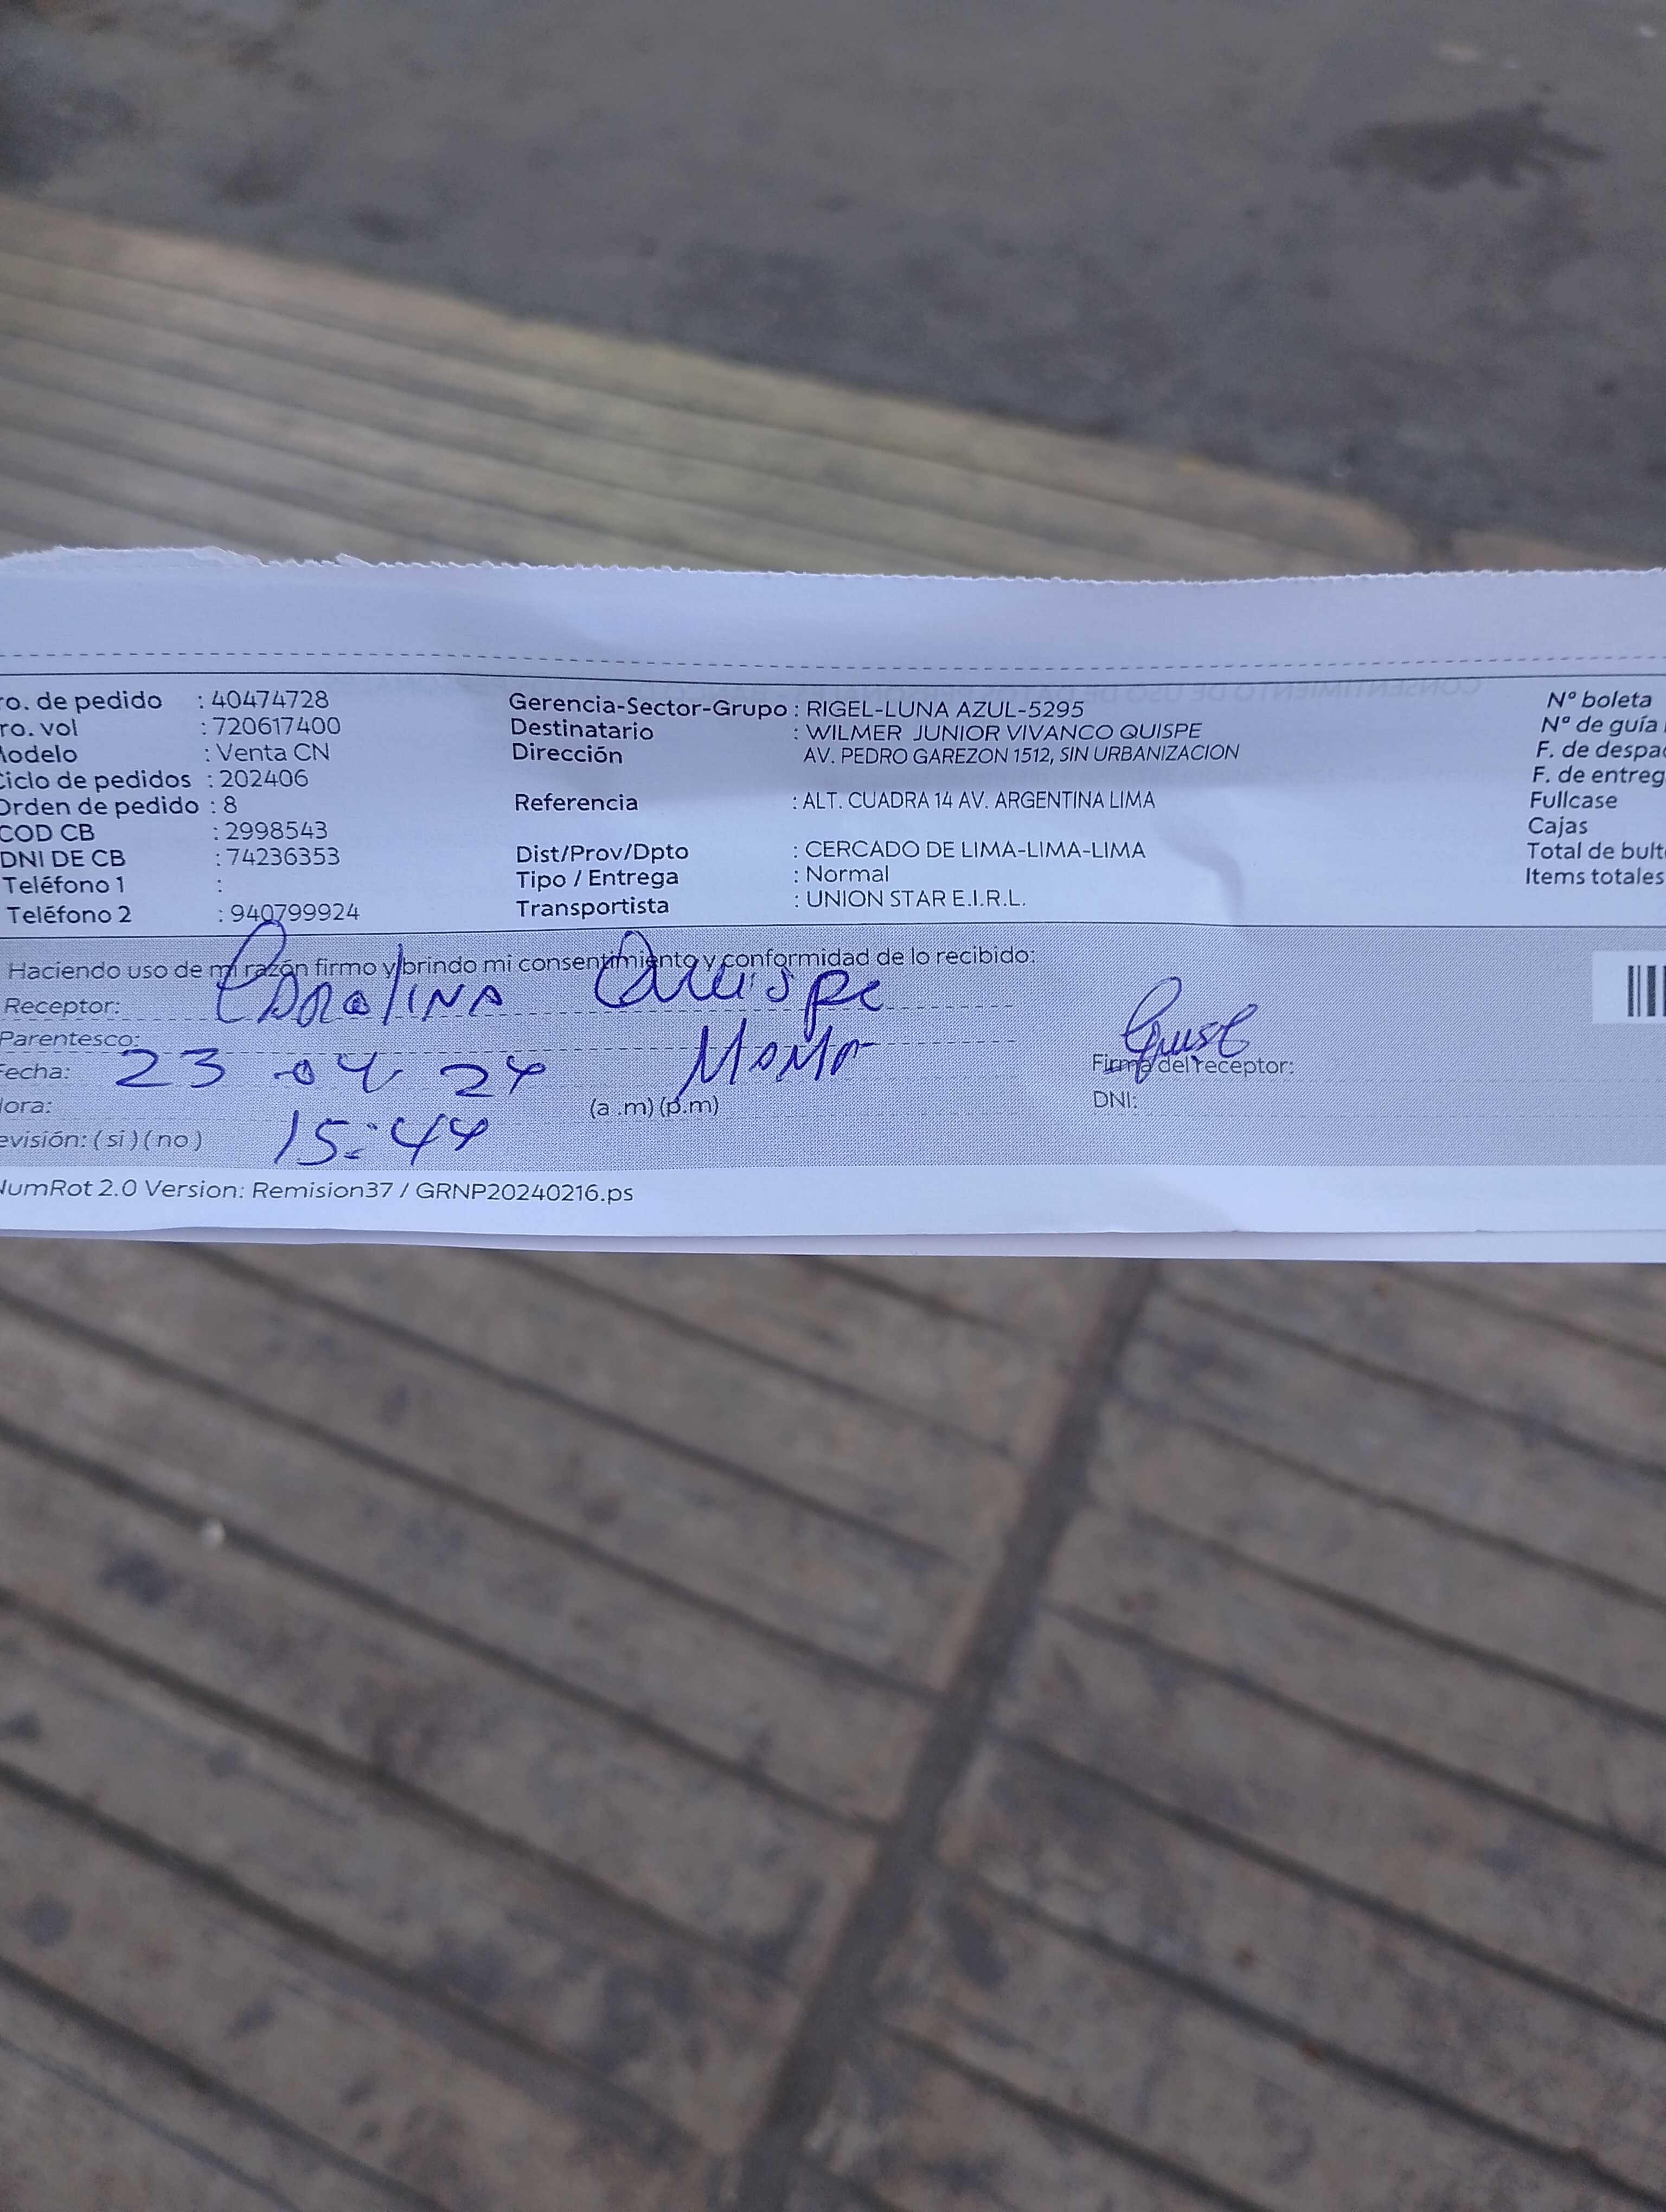 ro. de pedido : 40474728
ro. vol : 720617400
Modelo : Venta CN
Ciclo de pedidos : 202406
Orden de pedido : 8
COD CB : 2998543
DNI DE CB : 74236353
Teléfono 1 :
Teléfono 2 : 940799924
Gerencia-Sector-Grupo : RIGEL-LUNA AZUL-5295
Destinatario : WILMER JUNIOR VIVANCO QUISPE
Dirección AV. PEDRO GAREZON 1512, SIN URBANIZACION
Referencia : ALT. CUADRA 14 AV. ARGENTINA LIMA
Dist/Prov/Dpto : CERCADO DE LIMA-LIMA-LIMA
Tipo / Entrega : Normal
Transportista : UNION STAR E.I.R.L.
Nº boleta
Nº de guía
F. de despac
F. de entreg
Fullcase
Cajas
Total de bult
Items totales
Haciendo uso de mi razón firmo y brindo mi consentimiento y conformidad de lo recibido:
Receptor: CAROLINA Quispe
Parentesco: MAMA
Fecha: 23 04 24
Hora: 15:44 (a .m) (p.m)
evisión: ( si ) ( no )
Firma del receptor:
DNI:
NumRot 2.0 Version: Remision37 / GRNP20240216.ps